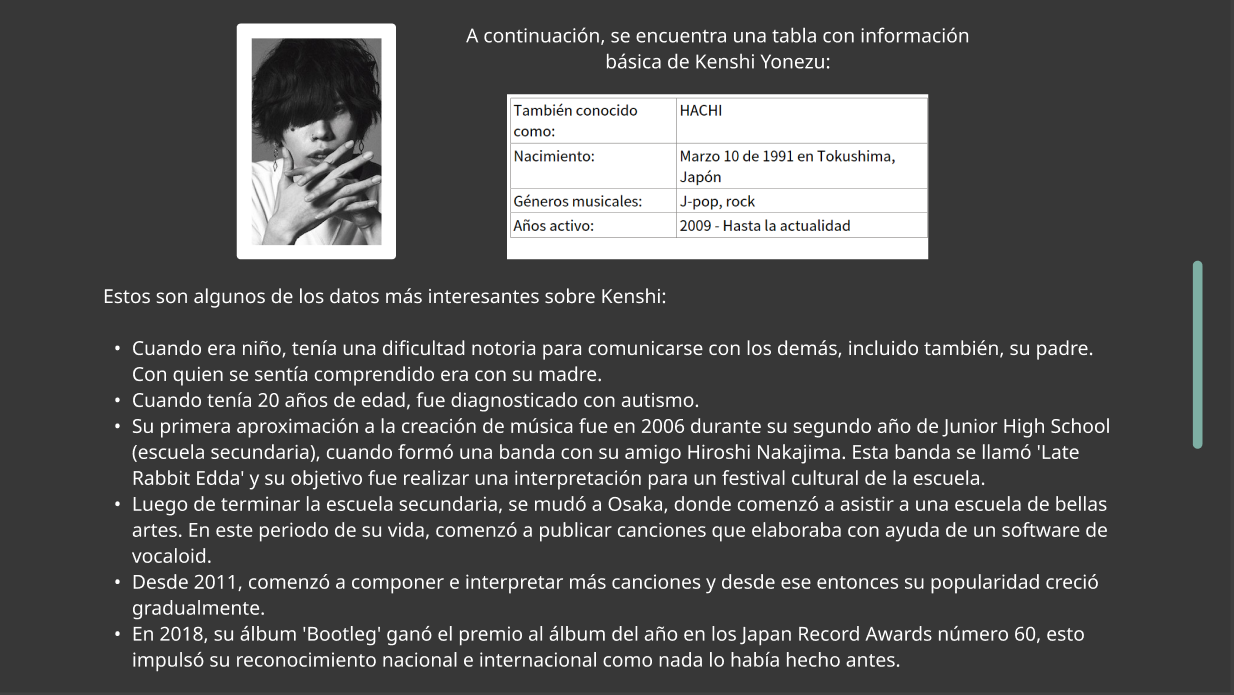 A continuación, se encuentra una tabla con información
básica de Kenshi Yonezu:
También conocido
como:
HACHI
Nacimiento:
Marzo 10 de 1991 en Tokushima,
Japón
Géneros musicales:
J-pop, rock
Años activo:
2009 - Hasta la actualidad
Estos son algunos de los datos más interesantes sobre Kenshi:
• Cuando era niño, tenía una dificultad notoria para comunicarse con los demás, incluido también, su padre.
Con quien se sentía comprendido era con su madre.
• Cuando tenía 20 años de edad, fue diagnosticado con autismo.
• Su primera aproximación a la creación de música fue en 2006 durante su segundo año de Junior High School
(escuela secundaria), cuando formó una banda con su amigo Hiroshi Nakajima. Esta banda se llamó 'Late
Rabbit Edda' y su objetivo fue realizar una interpretación para un festival cultural de la escuela.
• Luego de terminar la escuela secundaria, se mudó a Osaka, donde comenzó a asistir a una escuela de bellas
artes. En este periodo de su vida, comenzó a publicar canciones que elaboraba con ayuda de un software de
vocaloid.
• Desde 2011, comenzó a componer e interpretar más canciones y desde ese entonces su popularidad creció
gradualmente.
• En 2018, su álbum 'Bootleg' ganó el premio al álbum del año en los Japan Record Awards número 60, esto
impulsó su reconocimiento nacional e internacional como nada lo había hecho antes.